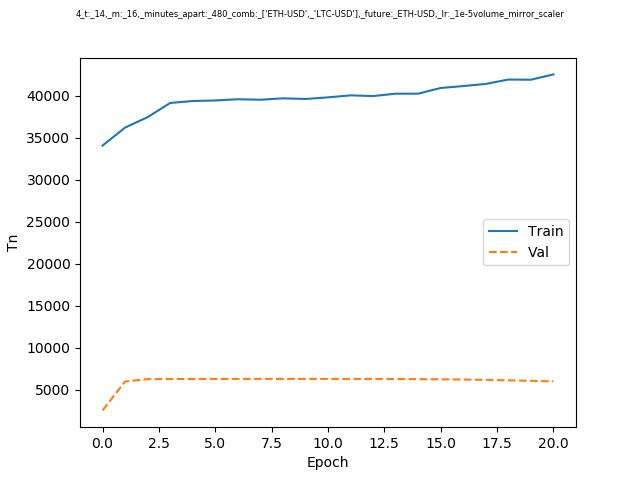 4_t:_14,_m:_16,_minutes_apart:_480_comb:_['ETH-USD',_'LTC-USD'],_future:_ETH-USD,_lr:_1e-5volume_mirror_scaler
40000
35000
30000
25000
20000
15000
10000
5000
Tn
Train
Val
0.0 2.5 5.0 7.5 10.0 12.5 15.0 17.5 20.0
Epoch